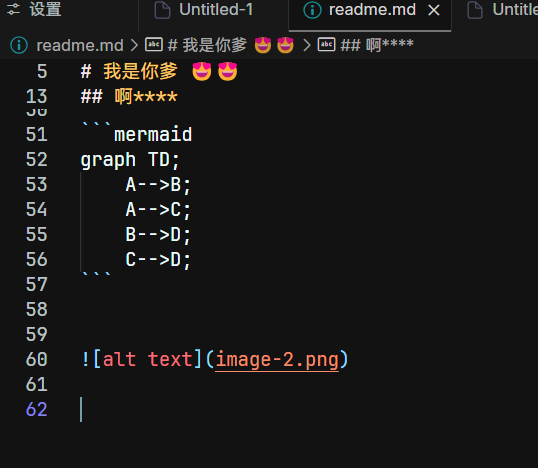 设置 Untitled-1 readme.md Untitle
readme.md > # 我是你爹 😍😍 > ## 啊****
5 # 我是你爹 😍😍
13 ## 啊****
51 ```mermaid
52 graph TD;
53 A-->B;
54 A-->C;
55 B-->D;
56 C-->D;
57 ```
58
59
60 ![alt text](image-2.png)
61
62